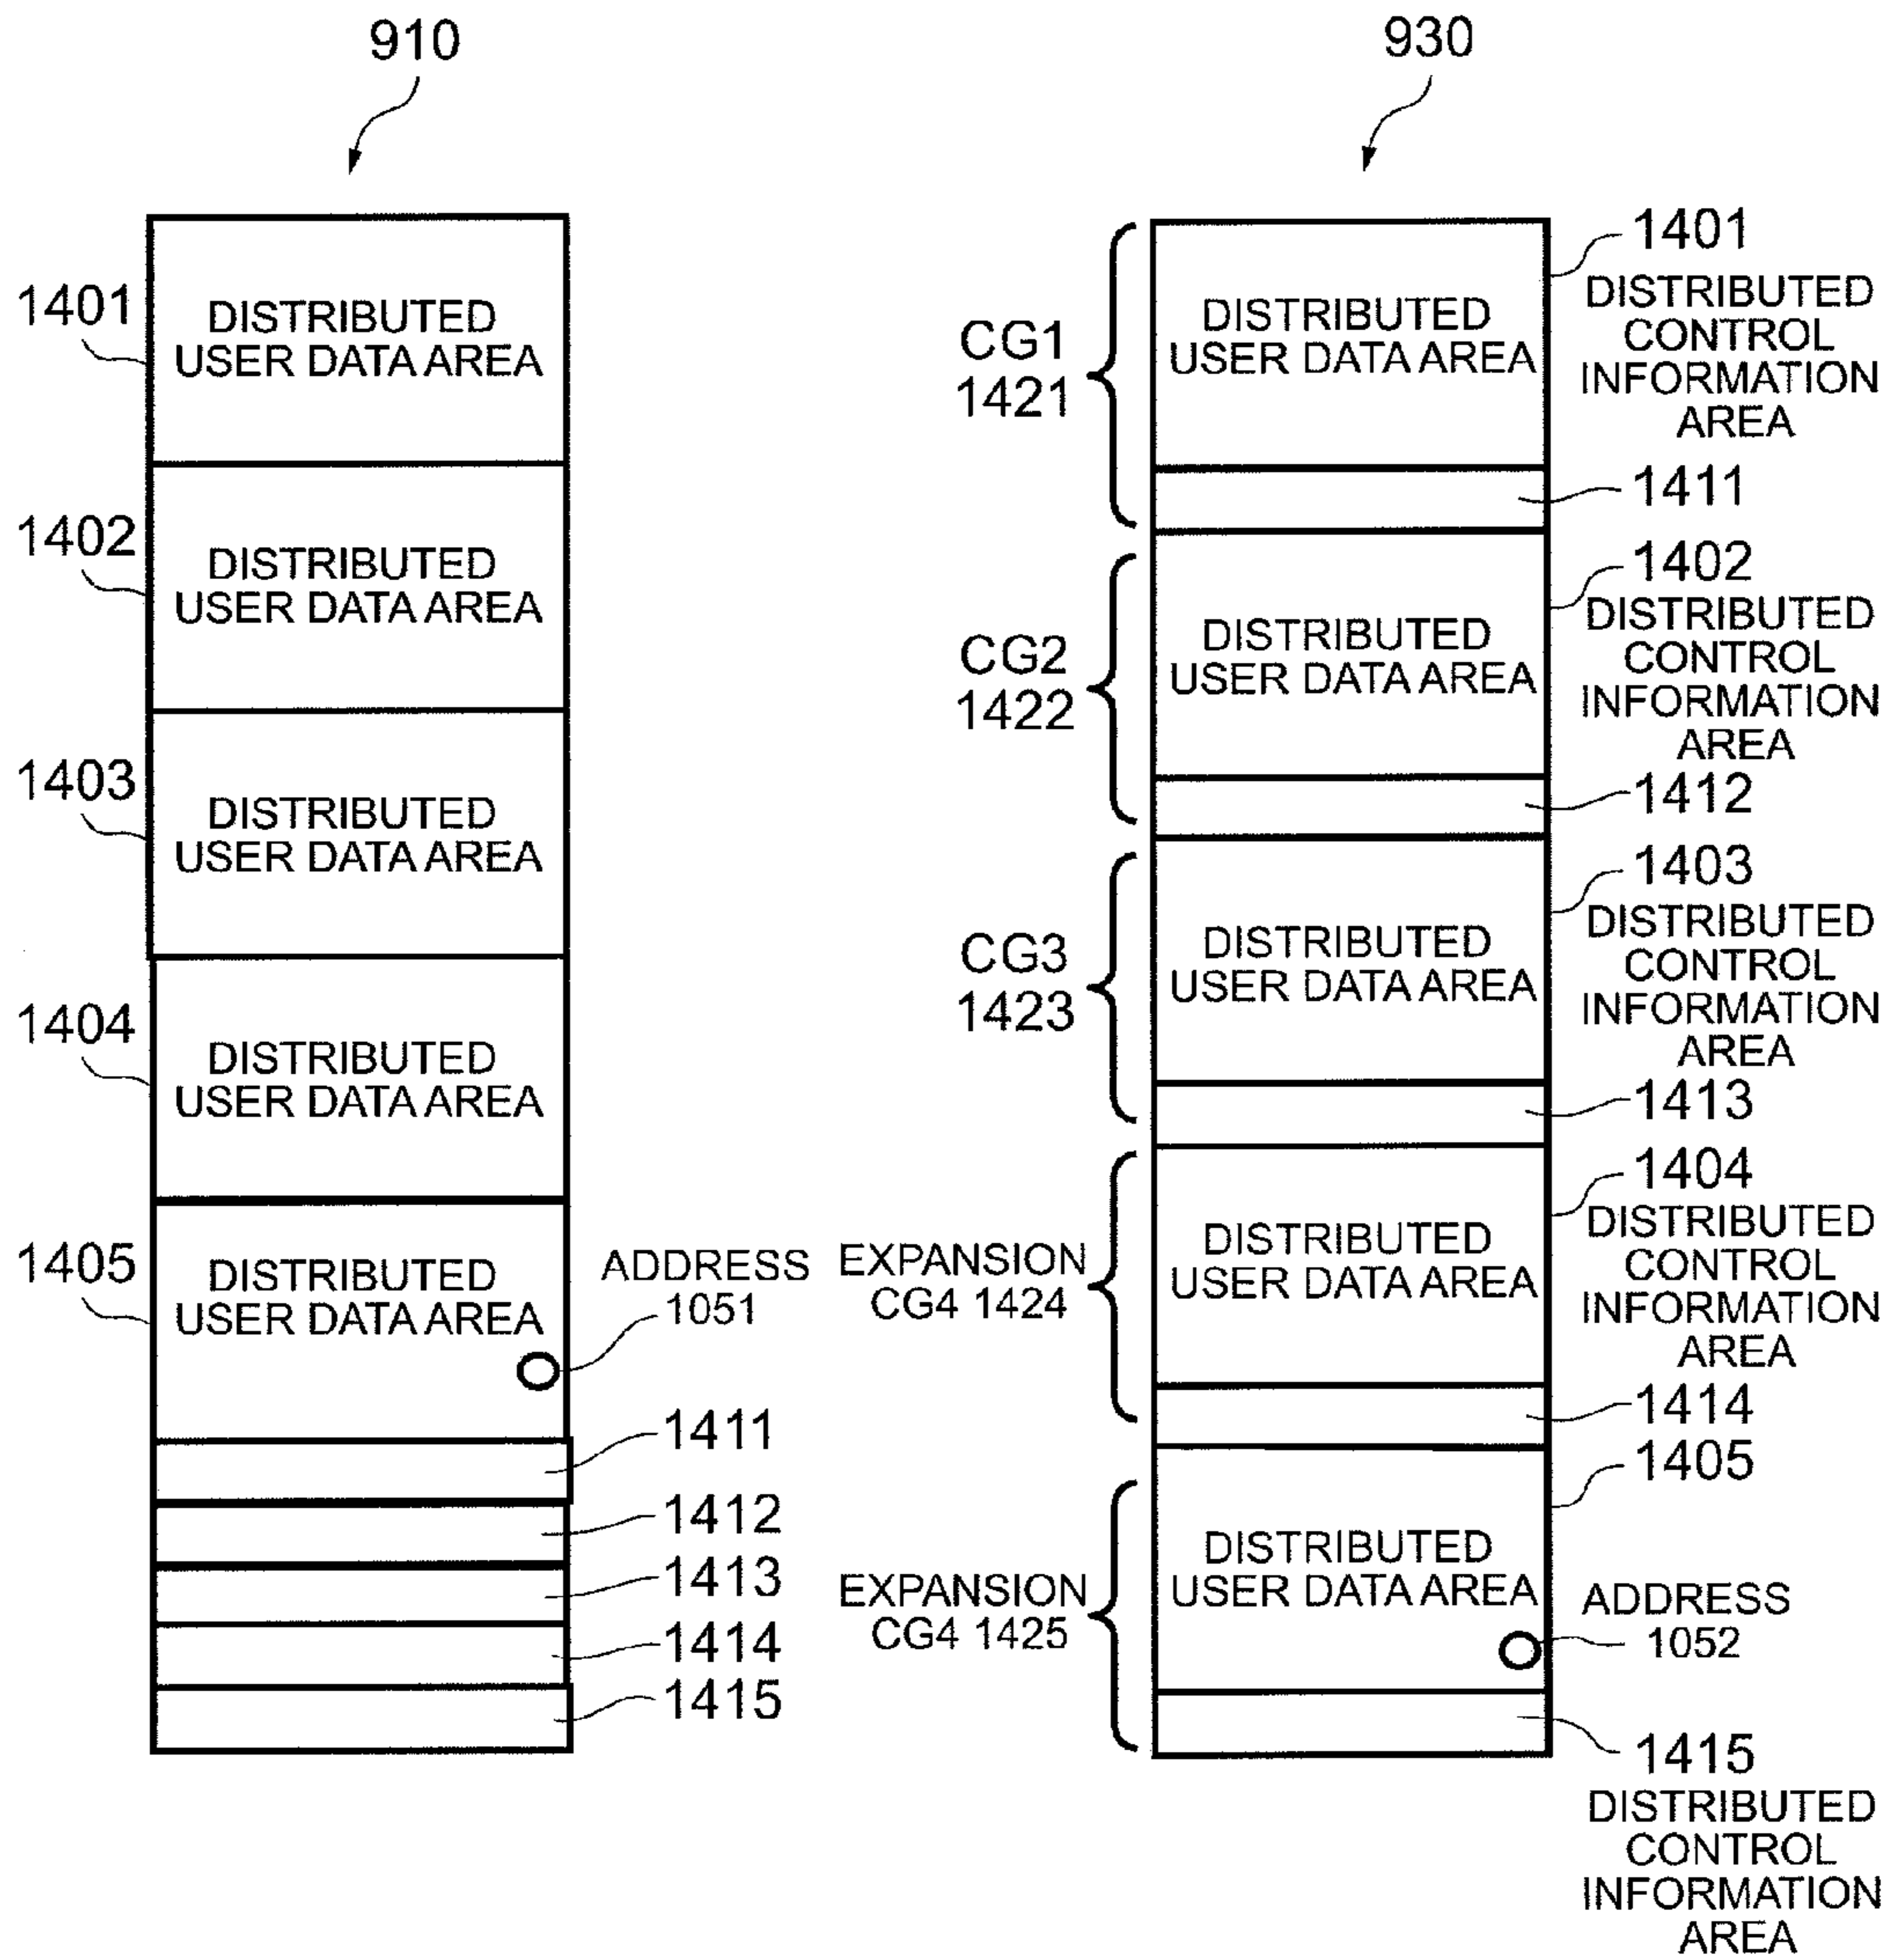 910
1401
DISTRIBUTED
USER DATA AREA
1402
DISTRIBUTED
USER DATA AREA
1403
DISTRIBUTED
USER DATA AREA
1404
DISTRIBUTED
USER DATA AREA
1405
DISTRIBUTED
USER DATA AREA
ADDRESS
1051
1411
1412
1413
1414
1415
930
CG1
1421
DISTRIBUTED
USER DATA AREA
1401
DISTRIBUTED
CONTROL
INFORMATION
AREA
1411
CG2
1422
DISTRIBUTED
USER DATA AREA
1402
DISTRIBUTED
CONTROL
INFORMATION
AREA
1412
CG3
1423
DISTRIBUTED
USER DATA AREA
1403
DISTRIBUTED
CONTROL
INFORMATION
AREA
1413
EXPANSION
CG4 1424
DISTRIBUTED
USER DATA AREA
1404
DISTRIBUTED
CONTROL
INFORMATION
AREA
1414
EXPANSION
CG4 1425
DISTRIBUTED
USER DATA AREA
1405
ADDRESS
1052
1415
DISTRIBUTED
CONTROL
INFORMATION
AREA